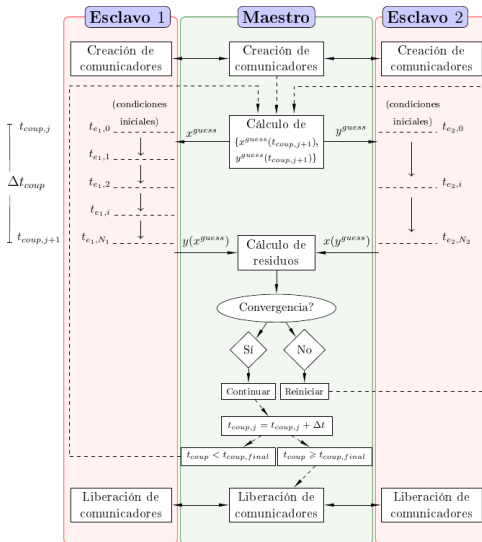 Esclavo 1 Maestro Esclavo 2
Creación de comunicadores
Creación de comunicadores
Creación de comunicadores
(condiciones iniciales)
(condiciones iniciales)
Cálculo de
{x^{guess}(t_{coup,j+1}),
y^{guess}(t_{coup,j+1})}
x^{guess}
y^{guess}
t_{coup,j}
Δt_{coup}
t_{coup,j+1}
t_{e_1,0}
t_{e_1,1}
t_{e_1,2}
t_{e_1,i}
t_{e_1,N_1}
t_{e_2,0}
t_{e_2,i}
t_{e_2,N_2}
y(x^{guess})
Cálculo de
residuos
x(y^{guess})
Convergencia?
Sí No
Continuar Reiniciar
t_{coup,j} = t_{coup,j} + Δt
t_{coup} < t_{coup,final} t_{coup} ⩾ t_{coup,final}
Liberación de comunicadores
Liberación de comunicadores
Liberación de comunicadores